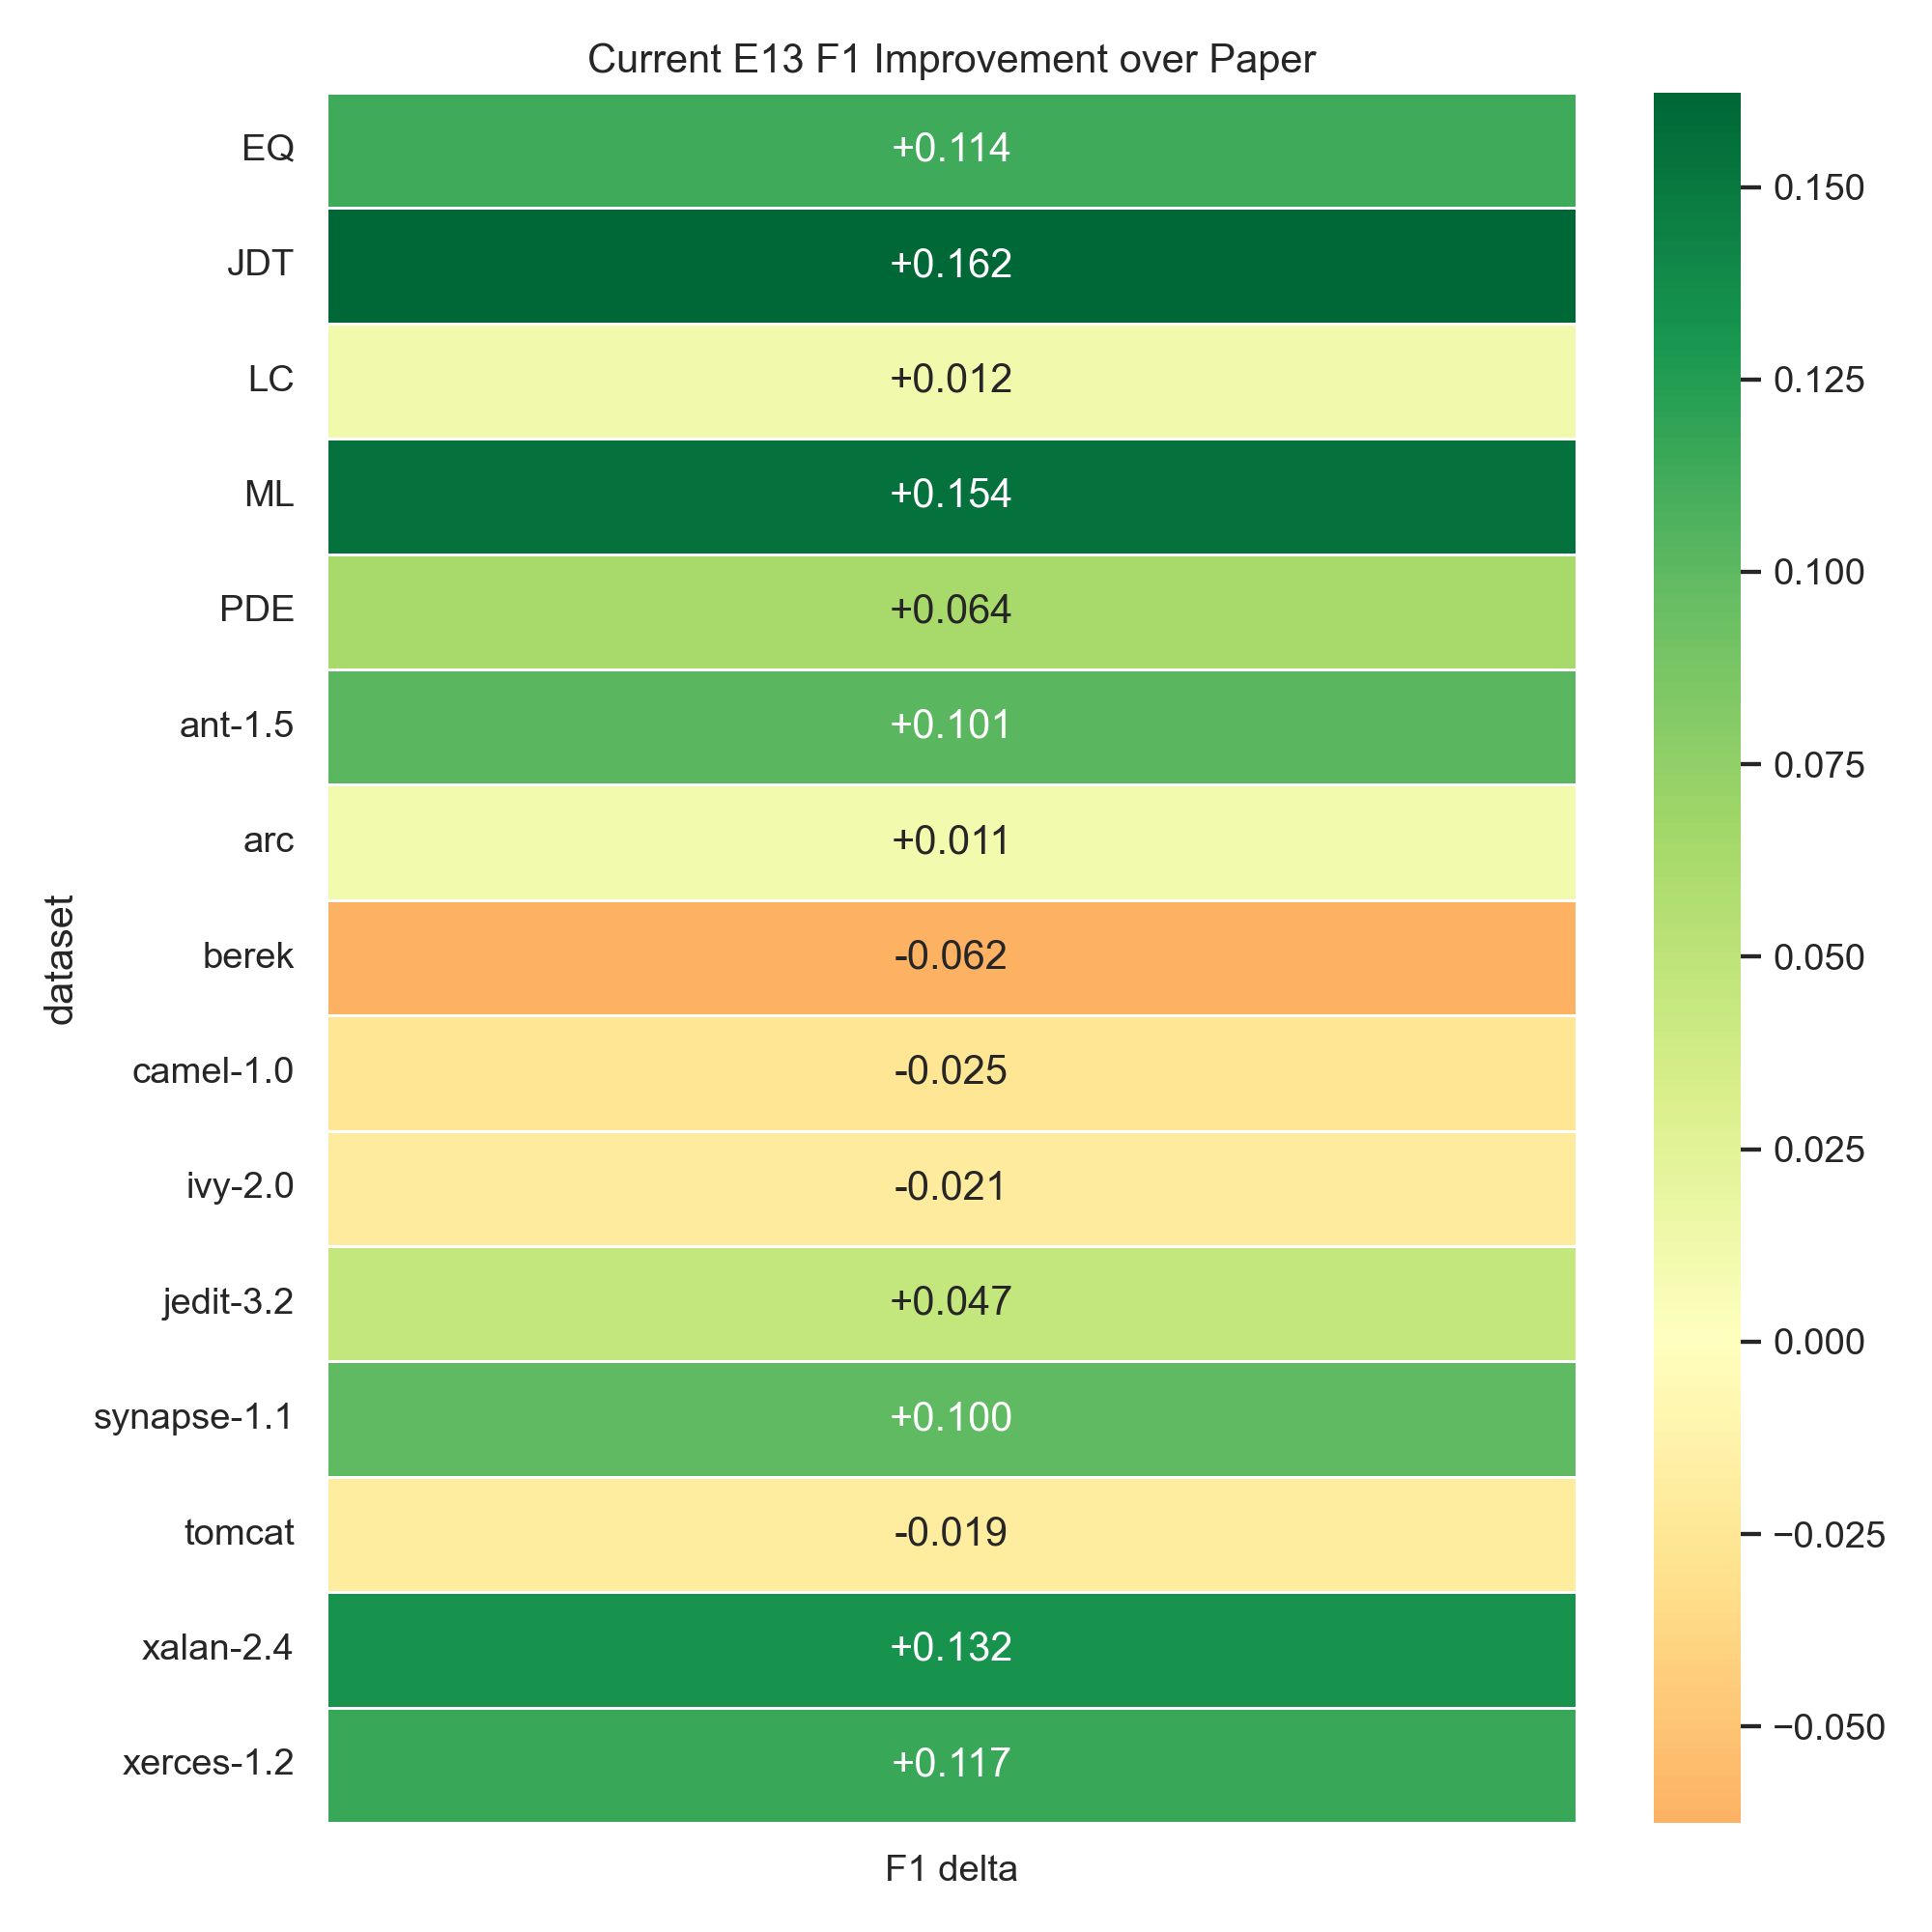 Current E13 F1 Improvement over Paper
EQ +0.114
JDT +0.162
LC +0.012
ML +0.154
PDE +0.064
ant-1.5 +0.101
arc +0.011
berek -0.062
camel-1.0 -0.025
ivy-2.0 -0.021
jedit-3.2 +0.047
synapse-1.1 +0.100
tomcat -0.019
xalan-2.4 +0.132
xerces-1.2 +0.117
dataset
F1 delta
0.150
0.125
0.100
0.075
0.050
0.025
0.000
−0.025
−0.050